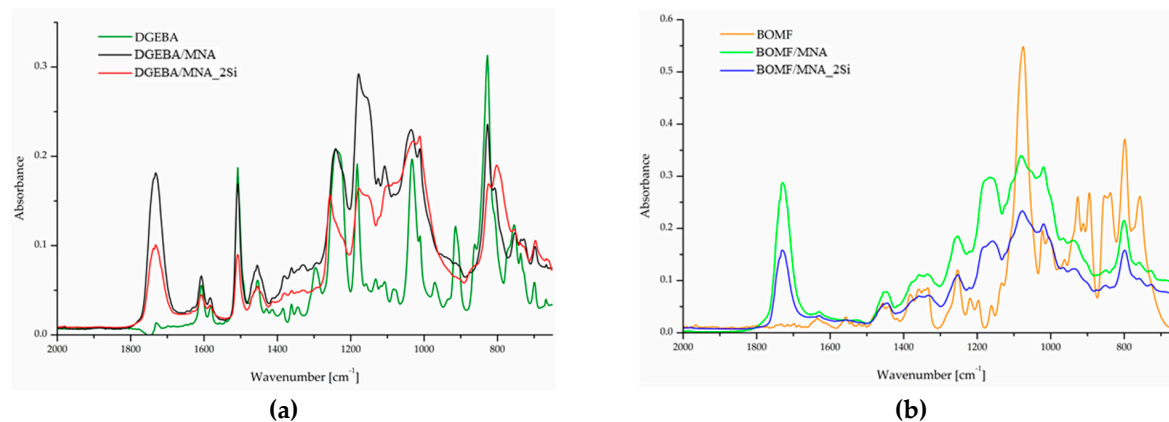 DGEBA
DGEBA/MNA
DGEBA/MNA_2Si
0.3
0.2
0.1
0.0
Absorbance
2000 1800 1600 1400 1200 1000 800
Wavenumber [cm⁻¹]
(a)
BOMF
BOMF/MNA
BOMF/MNA_2Si
0.6
0.5
0.4
0.3
0.2
0.1
0.0
Absorbance
2000 1800 1600 1400 1200 1000 800
Wavenumber [cm⁻¹]
(b)